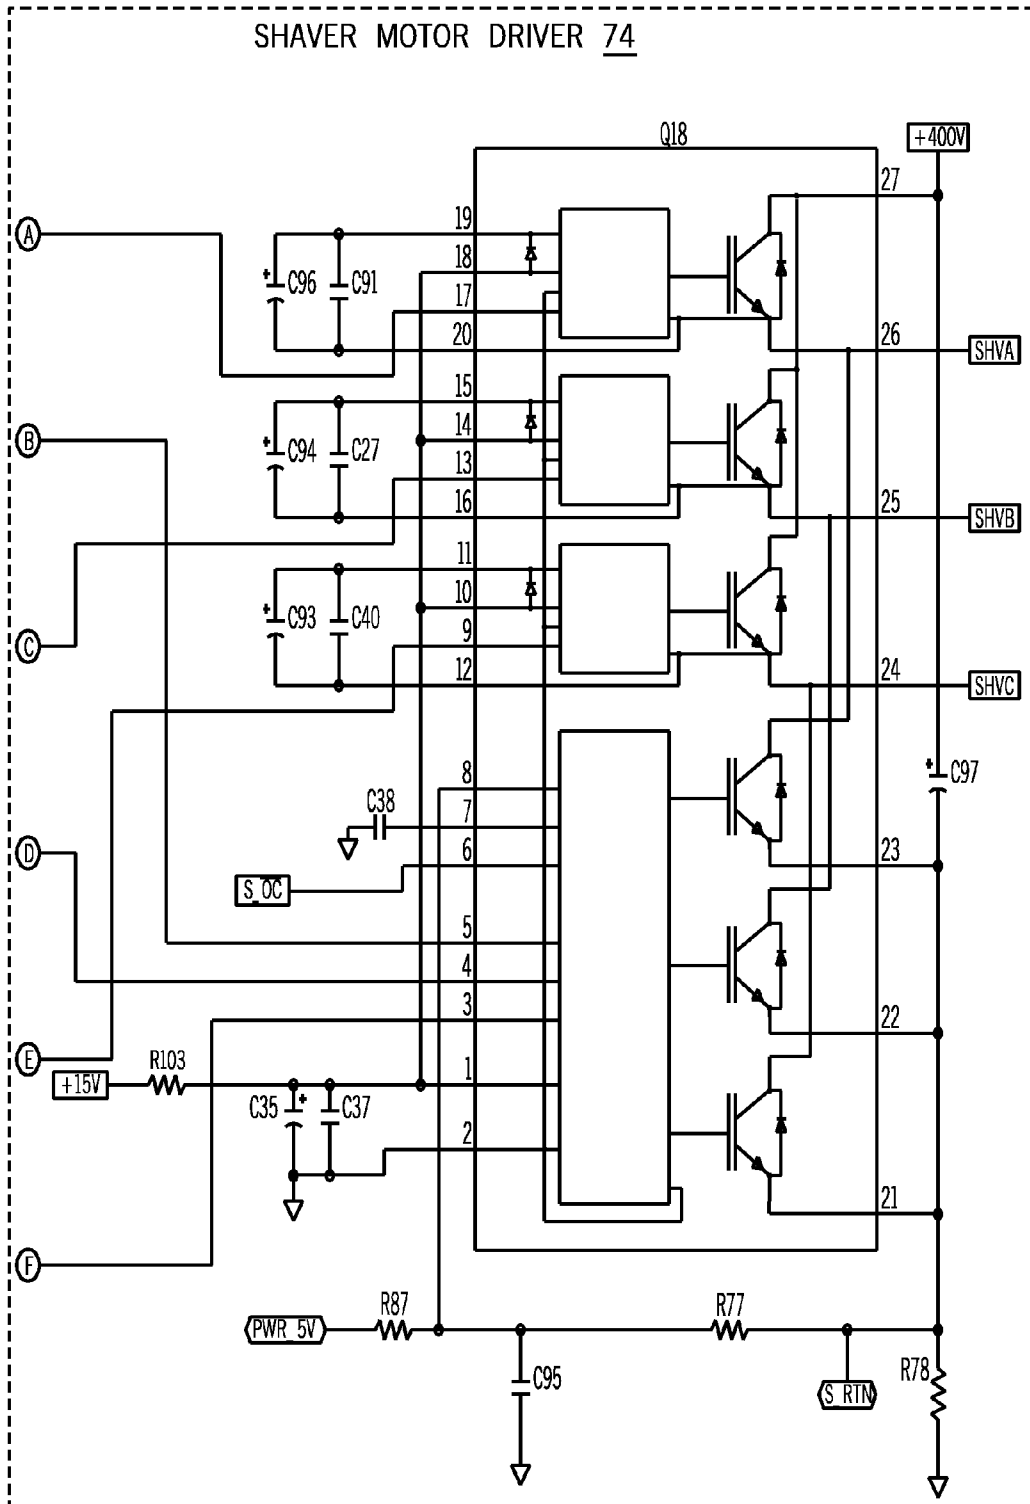 SHAVER MOTOR DRIVER 74
Q18
+400V
27
A
19
18
17
20
C96
C91
26
SHVA
15
14
13
16
B
C94
C27
25
SHVB
11
10
9
12
C93
C40
C
24
SHVC
8
7
6
C38
C97
D
S_OC
23
5
4
3
22
E
R103
+15V
1
C35
C37
2
21
F
R87
R77
PWR_5V
C95
S_RTN
R78